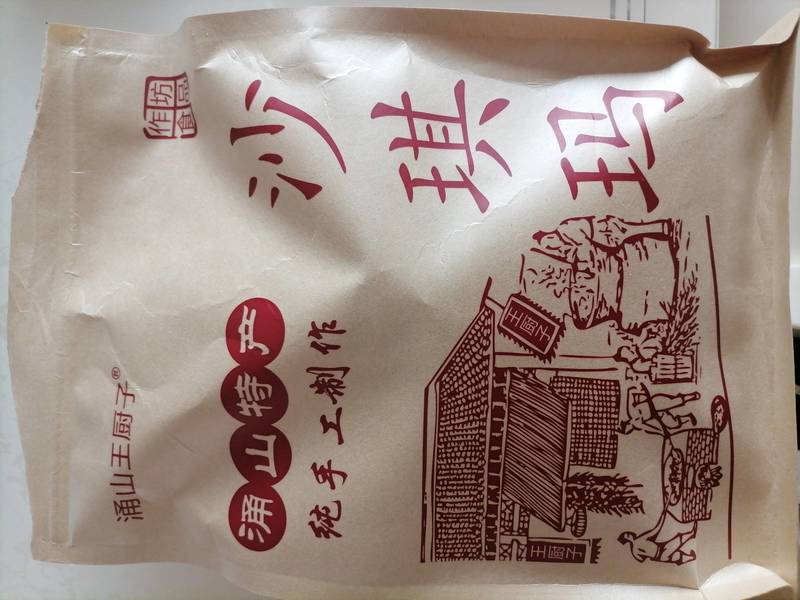 涌山王厨子®
作坊
食品
涌山特产
纯手工制作
沙琪玛
王厨子
王厨子